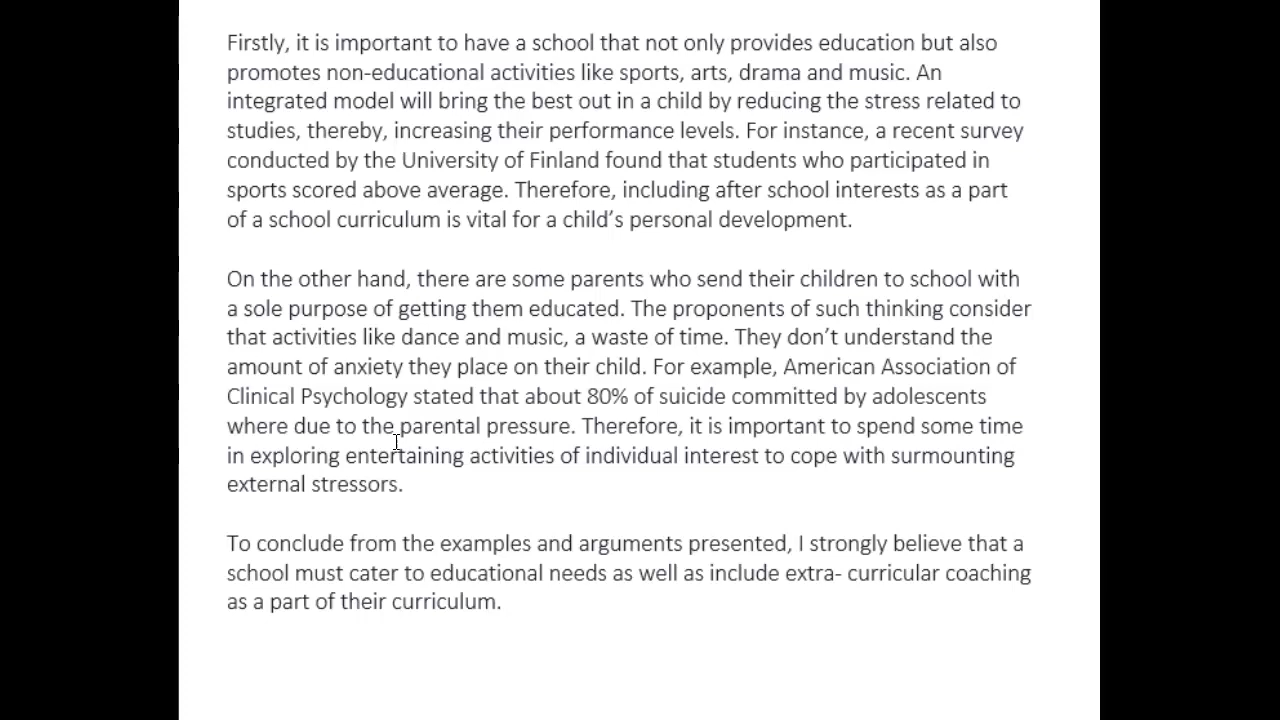 Firstly, it is important to have a school that not only provides education but also
promotes non-educational activities like sports, arts, drama and music. An
integrated model will bring the best out in a child by reducing the stress related to
studies, thereby, increasing their performance levels. For instance, a recent survey
conducted by the University of Finland found that students who participated in
sports scored above average. Therefore, including after school interests as a part
of a school curriculum is vital for a child’s personal development.
On the other hand, there are some parents who send their children to school with
a sole purpose of getting them educated. The proponents of such thinking consider
that activities like dance and music, a waste of time. They don’t understand the
amount of anxiety they place on their child. For example, American Association of
Clinical Psychology stated that about 80% of suicide committed by adolescents
where due to the parental pressure. Therefore, it is important to spend some time
in exploring entertaining activities of individual interest to cope with surmounting
external stressors.
To conclude from the examples and arguments presented, I strongly believe that a
school must cater to educational needs as well as include extra- curricular coaching
as a part of their curriculum.